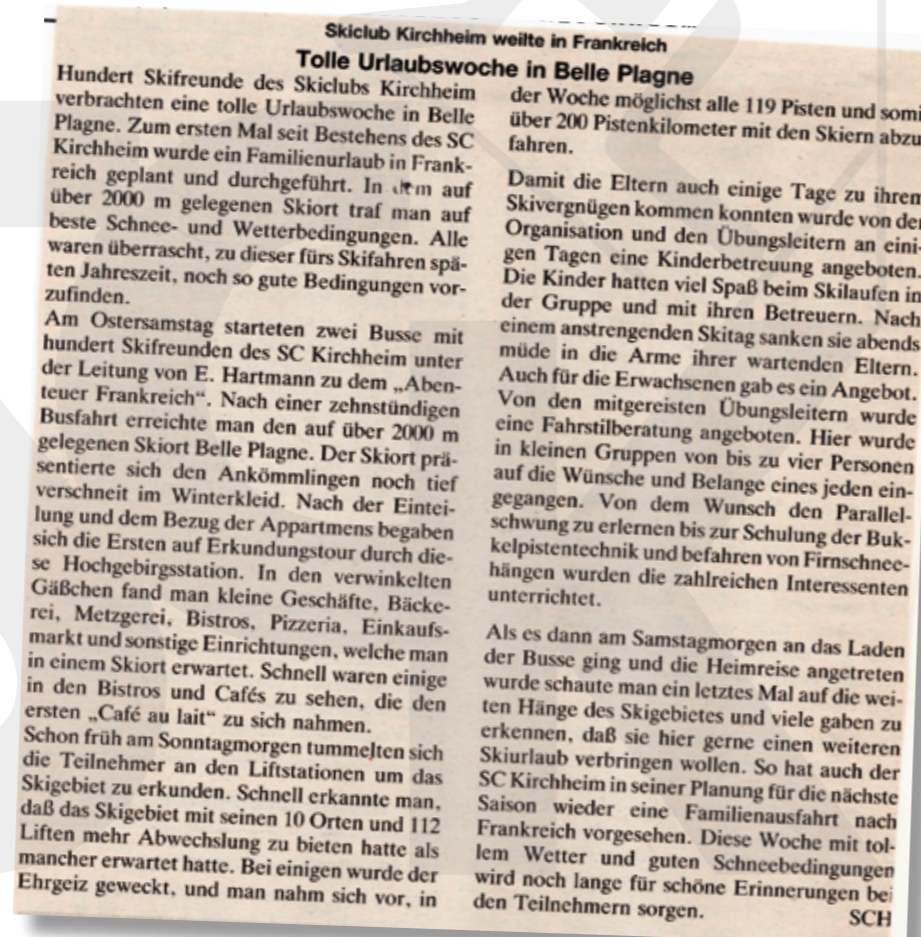 Skiclub Kirchheim weilte in Frankreich
Tolle Urlaubswoche in Belle Plagne
Hundert Skifreunde des Skiclubs Kirchheim
verbrachten eine tolle Urlaubswoche in Belle
Plagne. Zum ersten Mal seit Bestehens des SC
Kirchheim wurde ein Familienurlaub in Frank-
reich geplant und durchgeführt. In dem auf
über 2000 m gelegenen Skiort traf man auf
beste Schnee- und Wetterbedingungen. Alle
waren überrascht, zu dieser fürs Skifahren spä-
ten Jahreszeit, noch so gute Bedingungen vor-
zufinden.
Am Ostersamstag starteten zwei Busse mit
hundert Skifreunden des SC Kirchheim unter
der Leitung von E. Hartmann zu dem „Aben-
teuer Frankreich“. Nach einer zehnstündigen
Busfahrt erreichte man den auf über 2000 m
gelegenen Skiort Belle Plagne. Der Skiort prä-
sentierte sich den Ankömmlingen noch tief
verschneit im Winterkleid. Nach der Eintei-
lung und dem Bezug der Appartmens begaben
sich die Ersten auf Erkundungstour durch die-
se Hochgebirgsstation. In den verwinkelten
Gäßchen fand man kleine Geschäfte, Bäcke-
rei, Metzgerei, Bistros, Pizzeria, Einkaufs-
markt und sonstige Einrichtungen, welche man
in einem Skiort erwartet. Schnell waren einige
in den Bistros und Cafés zu sehen, die den
ersten „Café au lait“ zu sich nahmen.
Schon früh am Sonntagmorgen tummelten sich
die Teilnehmer an den Liftstationen um das
Skigebiet zu erkunden. Schnell erkannte man,
daß das Skigebiet mit seinen 10 Orten und 112
Liften mehr Abwechslung zu bieten hatte als
mancher erwartet hatte. Bei einigen wurde der
Ehrgeiz geweckt, und man nahm sich vor, in
der Woche möglichst alle 119 Pisten und somi
über 200 Pistenkilometer mit den Skiern abzu
fahren.
Damit die Eltern auch einige Tage zu ihrem
Skivergnügen kommen konnten wurde von der
Organisation und den Übungsleitern an eini-
gen Tagen eine Kinderbetreuung angeboten.
Die Kinder hatten viel Spaß beim Skilaufen in
der Gruppe und mit ihren Betreuern. Nach
einem anstrengenden Skitag sanken sie abends
müde in die Arme ihrer wartenden Eltern.
Auch für die Erwachsenen gab es ein Angebot.
Von den mitgereisten Übungsleitern wurde
eine Fahrstilberatung angeboten. Hier wurde
in kleinen Gruppen von bis zu vier Personen
auf die Wünsche und Belange eines jeden ein-
gegangen. Von dem Wunsch den Parallel-
schwung zu erlernen bis zur Schulung der Buk-
kelpistentechnik und befahren von Firnschnee-
hängen wurden die zahlreichen Interessenten
unterrichtet.
Als es dann am Samstagmorgen an das Laden
der Busse ging und die Heimreise angetreten
wurde schaute man ein letztes Mal auf die wei-
ten Hänge des Skigebietes und viele gaben zu
erkennen, daß sie hier gerne einen weiteren
Skiurlaub verbringen wollen. So hat auch der
SC Kirchheim in seiner Planung für die nächste
Saison wieder eine Familienausfahrt nach
Frankreich vorgesehen. Diese Woche mit tol-
lem Wetter und guten Schneebedingungen
wird noch lange für schöne Erinnerungen bei
den Teilnehmern sorgen. SCH